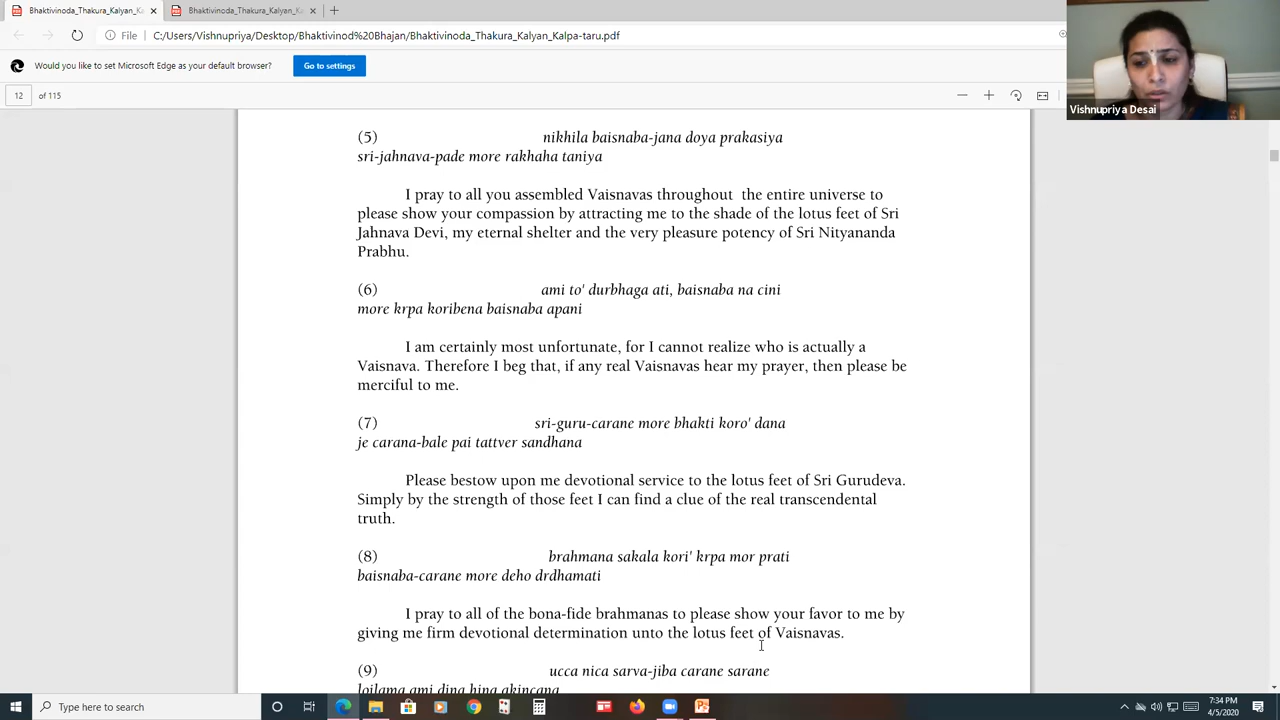 Bhaktivinoda_Thakura_Kalyan_Ka
Bhaktivinoda_Thakura_Kalyan_Ka
File
C:/Users/Vishnupriya/Desktop/Bhaktivinod%20Bhajan/Bhaktivinoda_Thakura_Kalyan_Kalpa-taru.pdf
Would you like to set Microsoft Edge as your default browser?
Go to settings
12 of 115
Vishnupriya Desai
(5) nikhila baisnaba-jana doya prakasiya
sri-jahnava-pade more rakhaha taniya
I pray to all you assembled Vaisnavas throughout the entire universe to
please show your compassion by attracting me to the shade of the lotus feet of Sri
Jahnava Devi, my eternal shelter and the very pleasure potency of Sri Nityananda
Prabhu.
(6) ami to' durbhaga ati, baisnaba na cini
more krpa koribena baisnaba apani
I am certainly most unfortunate, for I cannot realize who is actually a
Vaisnava. Therefore I beg that, if any real Vaisnavas hear my prayer, then please be
merciful to me.
(7) sri-guru-carane more bhakti koro' dana
je carana-bale pai tattver sandhana
Please bestow upon me devotional service to the lotus feet of Sri Gurudeva.
Simply by the strength of those feet I can find a clue of the real transcendental
truth.
(8) brahmana sakala kori' krpa mor prati
baisnaba-carane more deho drdhamati
I pray to all of the bona-fide brahmanas to please show your favor to me by
giving me firm devotional determination unto the lotus feet of Vaisnavas.
(9) ucca nica sarva-jiba carane sarane
loilama ami dina hina akincana
Type here to search
7:34 PM
4/5/2020